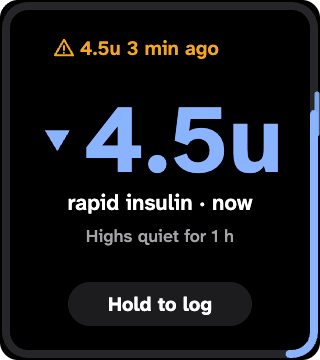 4.5u 3 min ago
4.5u
rapid insulin · now
Highs quiet for 1 h
Hold to log